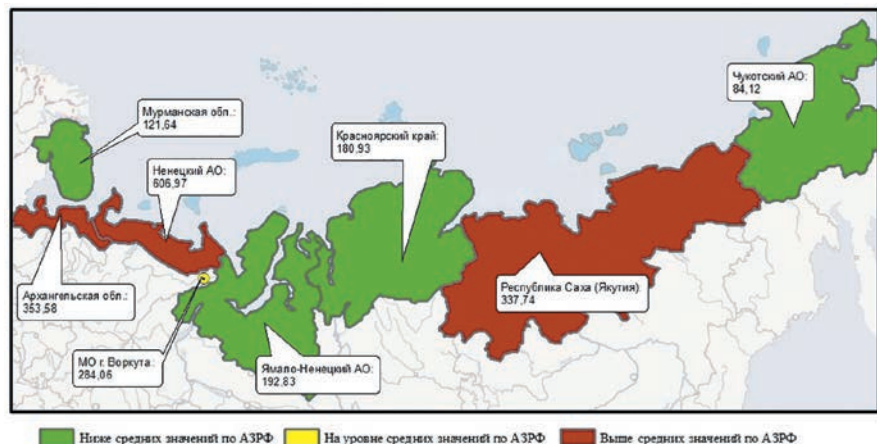 Чукотский АО:
84,12
Мурманская обл.:
121,64
Красноярский край:
180,93
Ненецкий АО:
606,97
Республика Саха (Якутия):
337,74
Архангельская обл.:
353,58
МО г. Воркута:
284,06
Ямало-Ненецкий АО:
192,83
Ниже средних значений по АЗРФ
На уровне средних значений по АЗРФ
Выше средних значений по АЗРФ